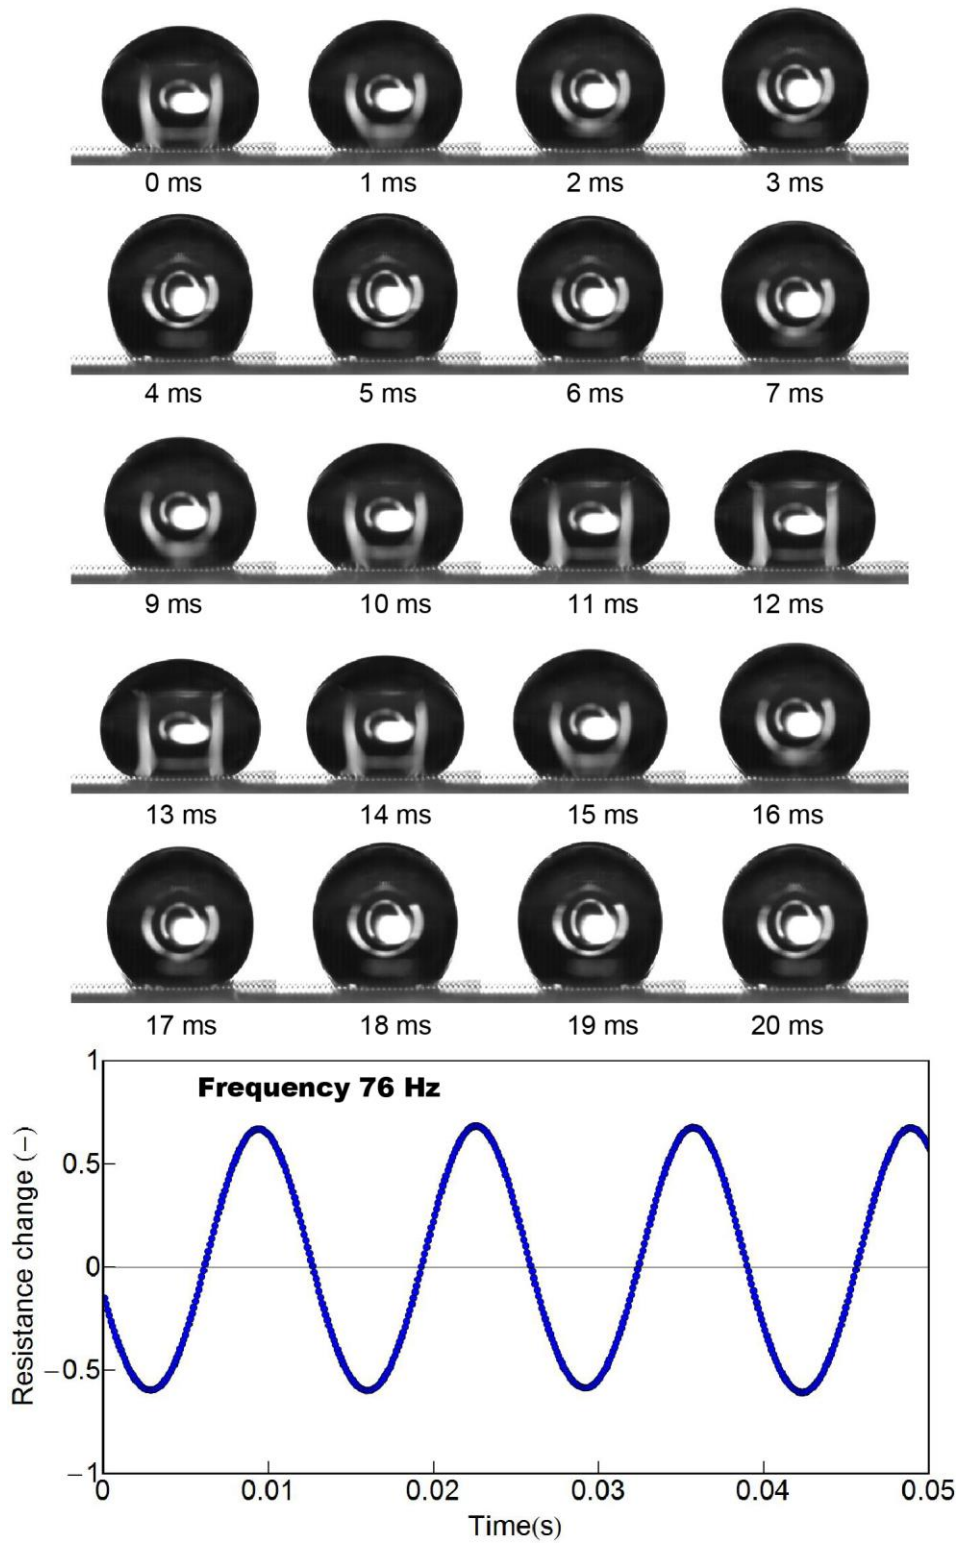 0 ms 1 ms 2 ms 3 ms
4 ms 5 ms 6 ms 7 ms
9 ms 10 ms 11 ms 12 ms
13 ms 14 ms 15 ms 16 ms
17 ms 18 ms 19 ms 20 ms
Frequency 76 Hz
1
0.5
0
−0.5
−1
Resistance change (−)
0 0.01 0.02 0.03 0.04 0.05
Time(s)